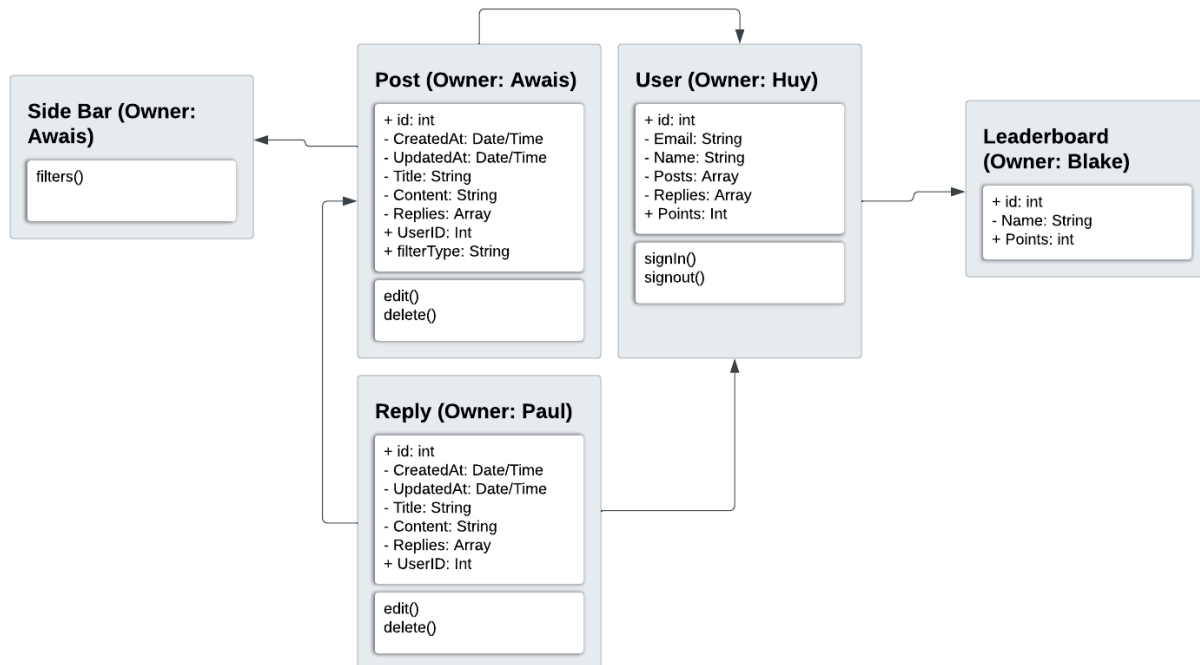 Side Bar (Owner:
Awais)
filters()
Post (Owner: Awais)
+ id: int
- CreatedAt: Date/Time
- UpdatedAt: Date/Time
- Title: String
- Content: String
- Replies: Array
+ UserID: Int
+ filterType: String
edit()
delete()
User (Owner: Huy)
+ id: int
- Email: String
- Name: String
- Posts: Array
- Replies: Array
+ Points: Int
signIn()
signout()
Leaderboard
(Owner: Blake)
+ id: int
- Name: String
+ Points: int
Reply (Owner: Paul)
+ id: int
- CreatedAt: Date/Time
- UpdatedAt: Date/Time
- Title: String
- Content: String
- Replies: Array
+ UserID: Int
edit()
delete()